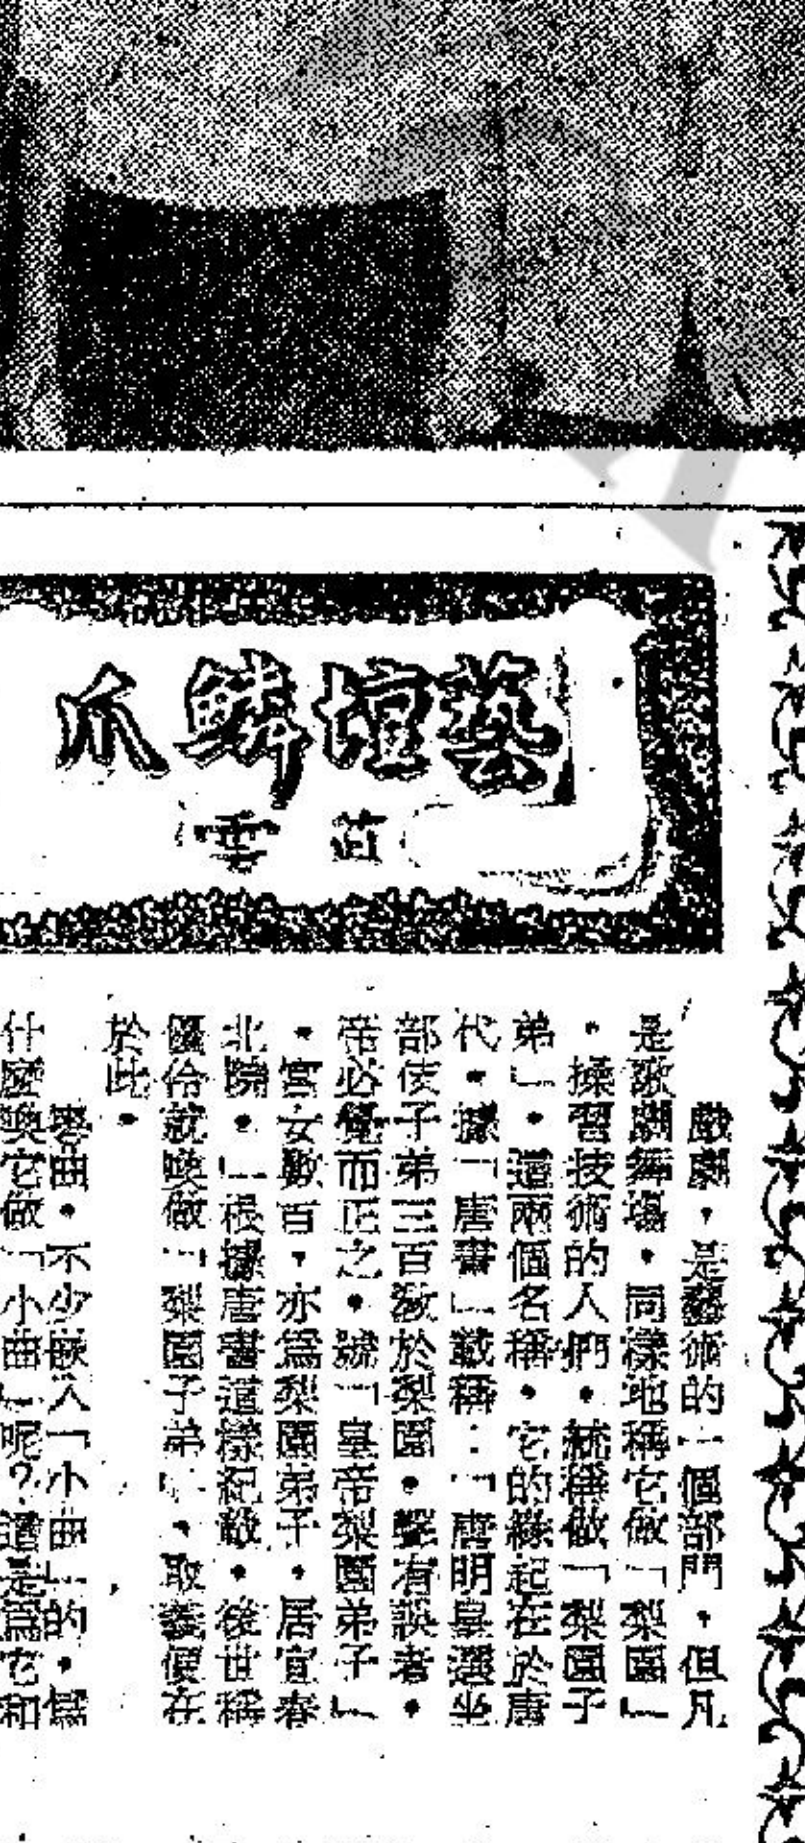 藝壇鱗爪
雲
戲劇，是藝術的一個部門，但凡
是歌劇舞場，同樣地稱它做「梨園」
，操習技術的人們，統稱做「梨園子
弟」，這兩個名稱，它的緣起在於唐
代，據「唐書」載稱：「唐明皇選坐
部伎子弟三百教於梨園，聲有誤者，
帝必覺而正之，號「皇帝梨園弟子」
，宮女數百，亦爲梨園弟子，居宜春
北院，」根據唐書這樣紀載，後世稱
優伶就喚做「梨園子弟」，取義便在
於此。
粵曲，不少嵌入「小曲」的，爲
什麼喚它做「小曲」呢？這是爲它和